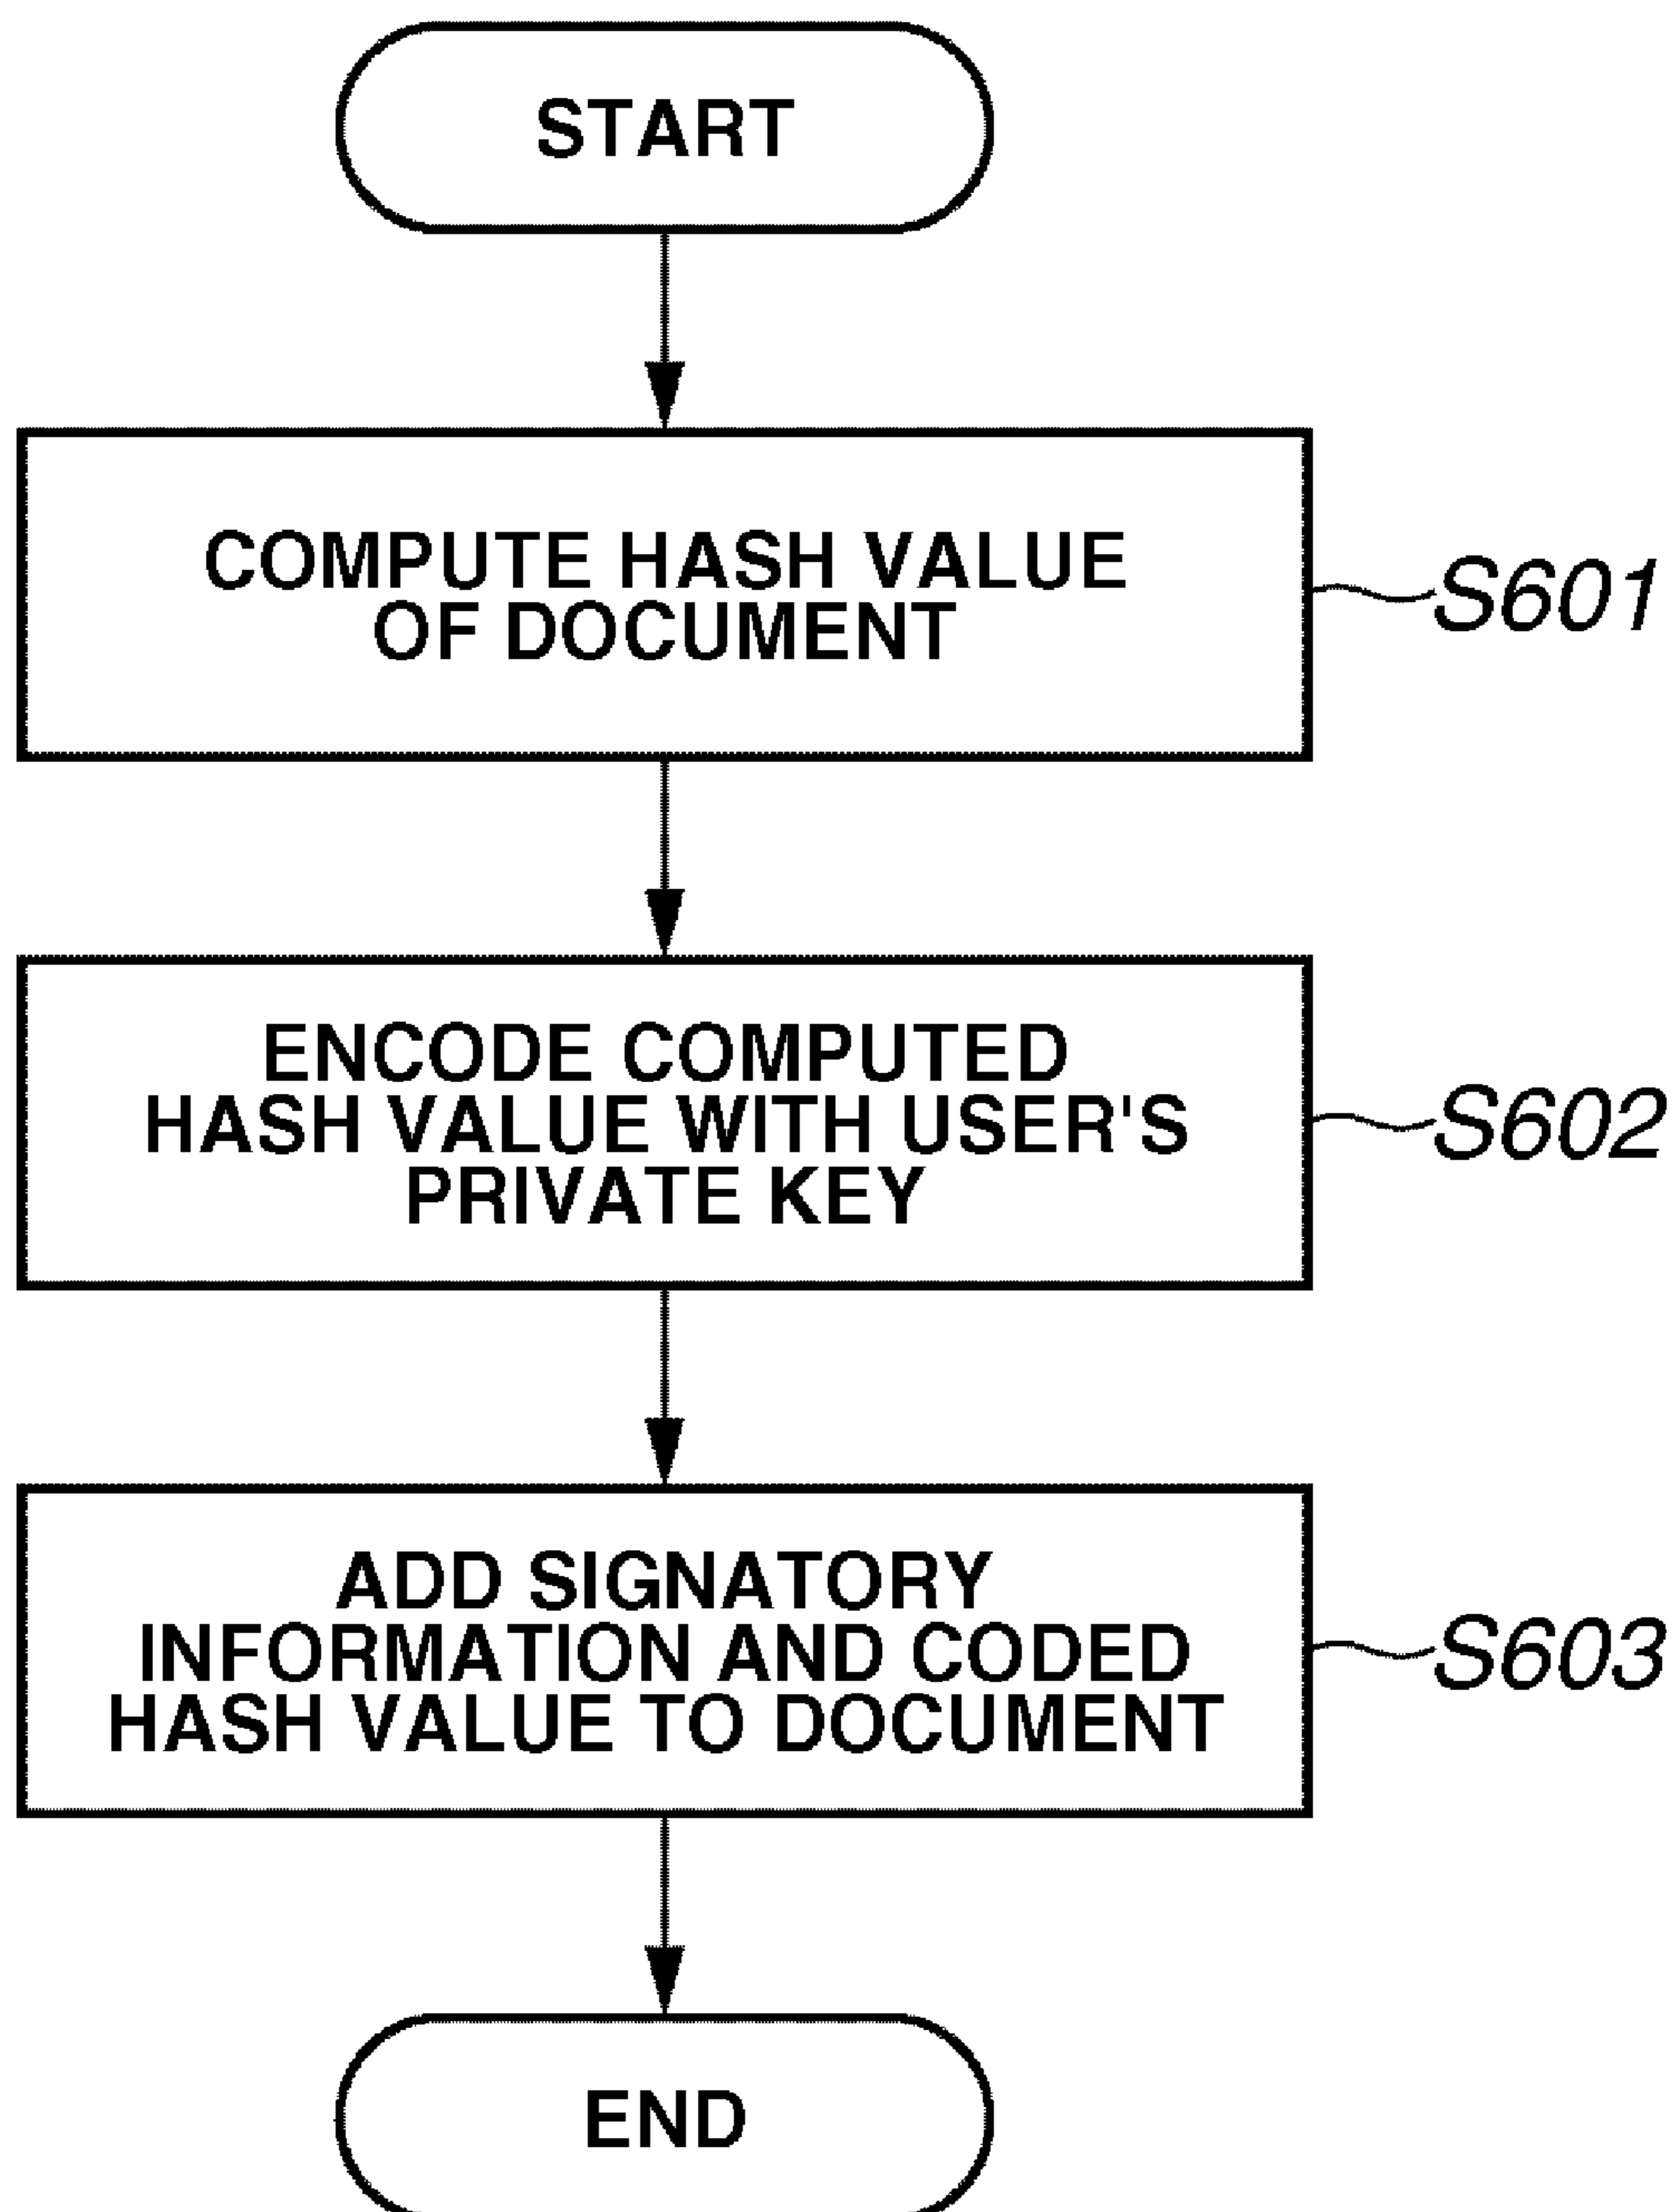 START
COMPUTE HASH VALUE
OF DOCUMENT
S601
ENCODE COMPUTED
HASH VALUE WITH USER'S
PRIVATE KEY
S602
ADD SIGNATORY
INFORMATION AND CODED
HASH VALUE TO DOCUMENT
S603
END